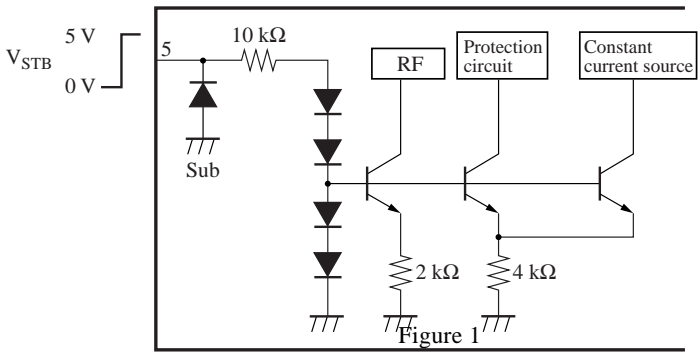 5 V
V_STB
0 V
5
10 kΩ
RF
Protection
circuit
Constant
current source
Sub
2 kΩ
4 kΩ
Figure 1